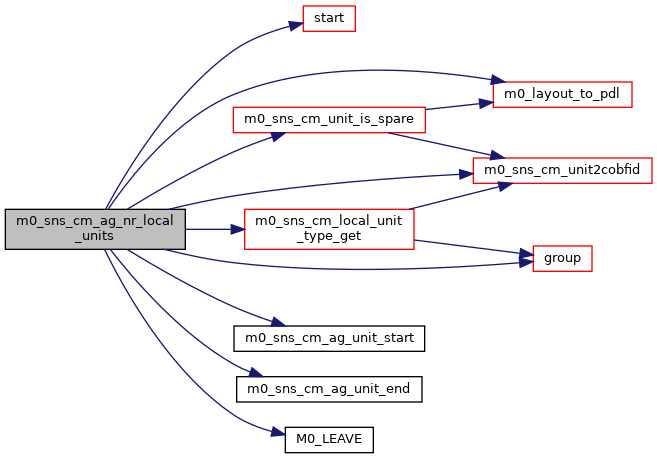 start
m0_layout_to_pdl
m0_sns_cm_unit_is_spare
m0_sns_cm_unit2cobfid
m0_sns_cm_ag_nr_local
_units
m0_sns_cm_local_unit
_type_get
group
m0_sns_cm_ag_unit_start
m0_sns_cm_ag_unit_end
M0_LEAVE